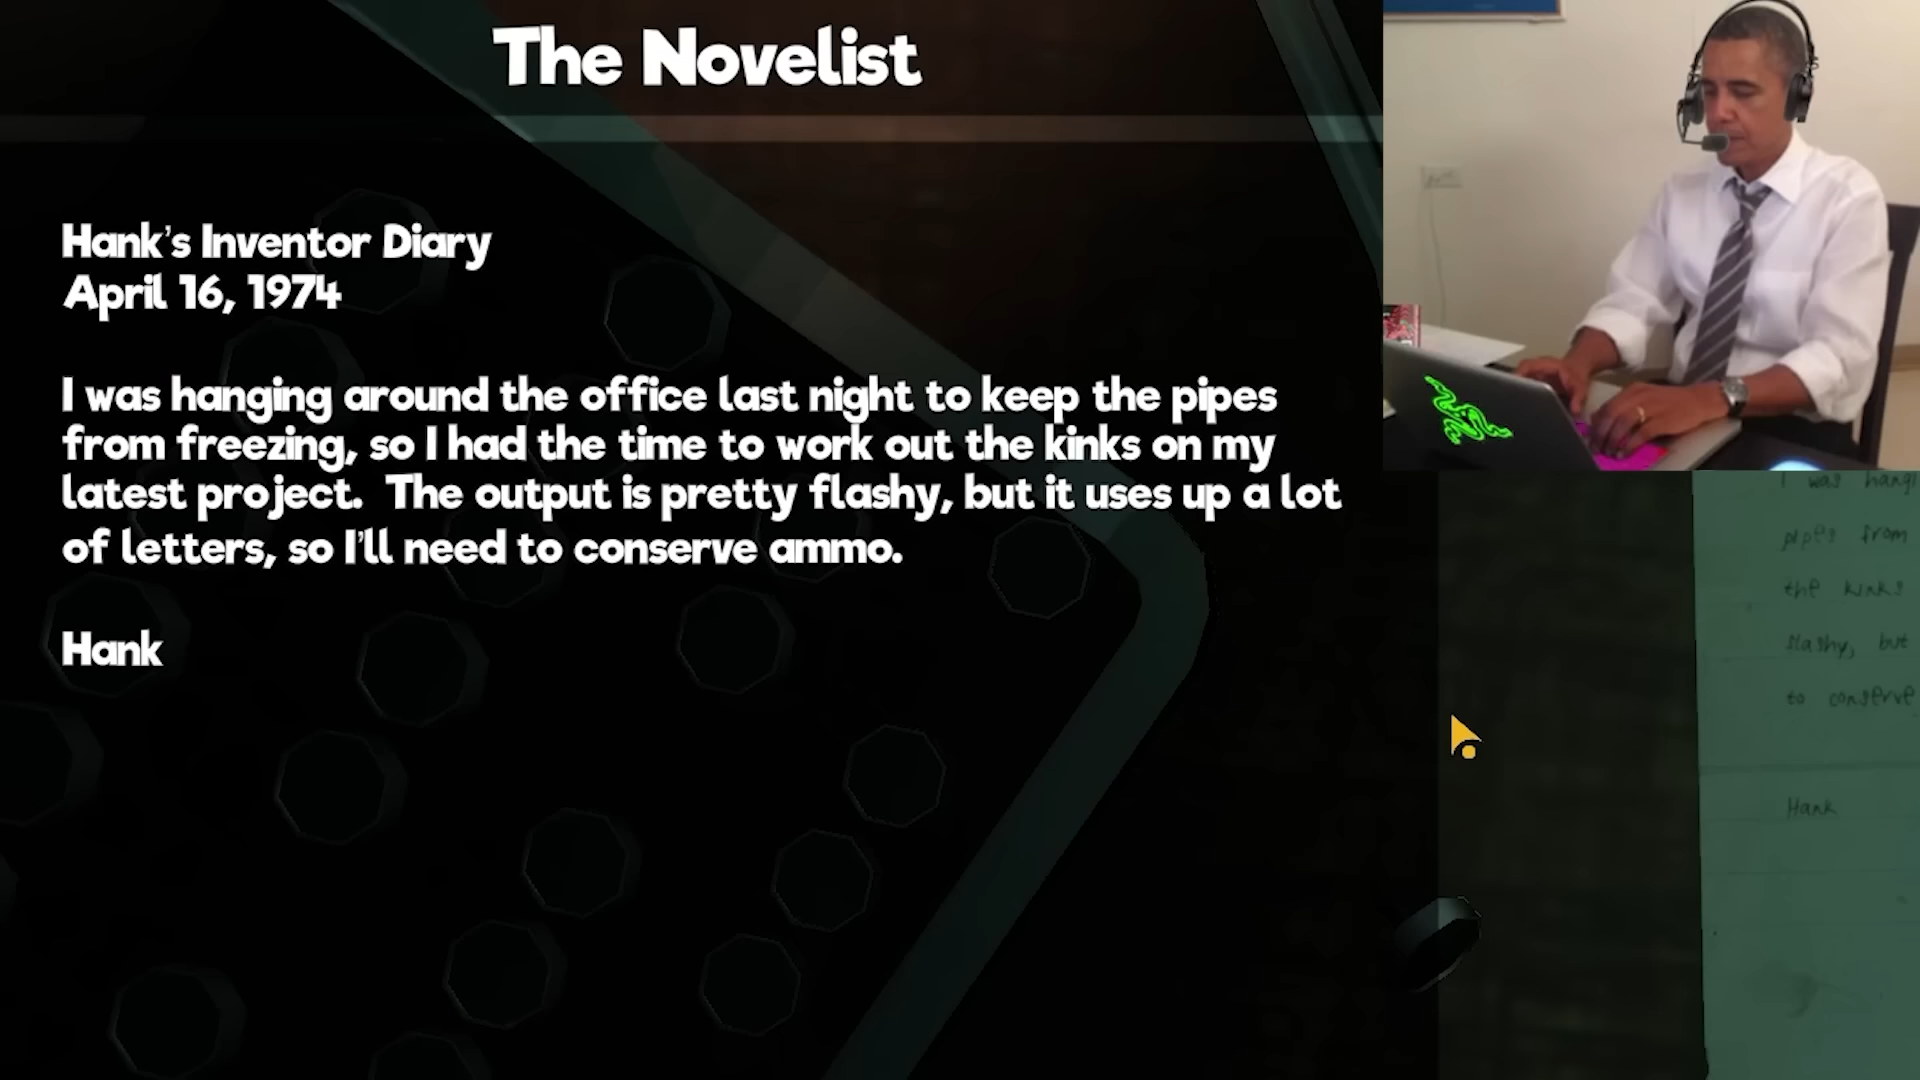 The Novelist
Hank's Inventor Diary
April 16, 1974
I was hanging around the office last night to keep the pipes
from freezing, so I had the time to work out the kinks on my
latest project. The output is pretty flashy, but it uses up a lot
of letters, so I'll need to conserve ammo.
Hank
I was
pipes from
the kinks
slashy, but
to conserve
Hank